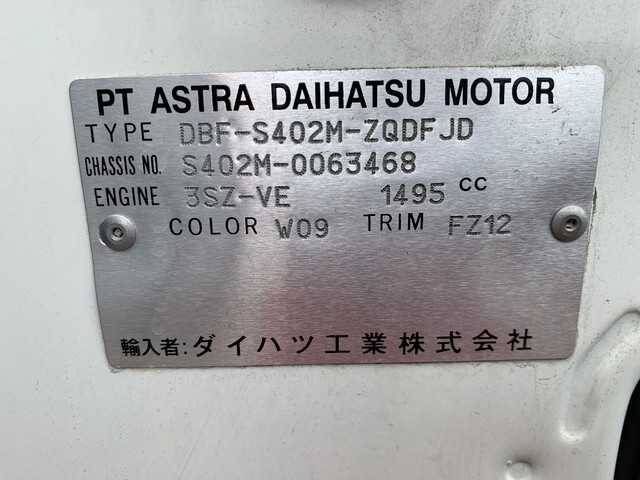 PT ASTRA DAIHATSU MOTOR
TYPE DBF-S402M-ZQDFJD
CHASSIS NO. S402M-0063468
ENGINE 3SZ-VE 1495 CC
COLOR W09 TRIM FZ12
輸入者: ダイハツ工業株式会社